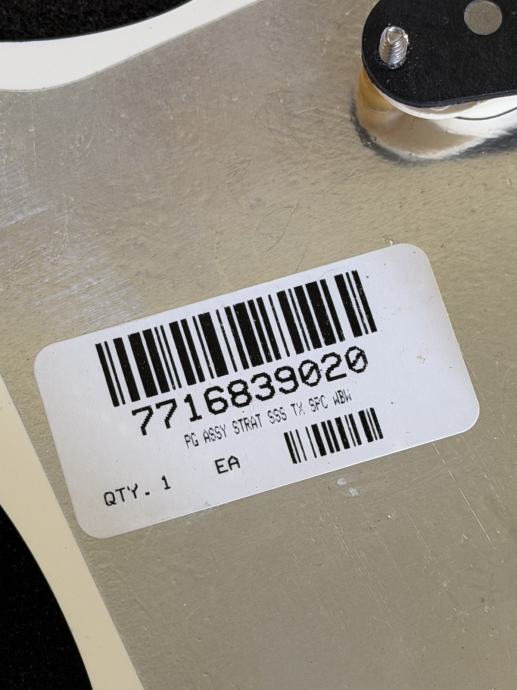 7716839020
PG ASSY STRAT SSS TX SPC WBW
QTY. 1 EA